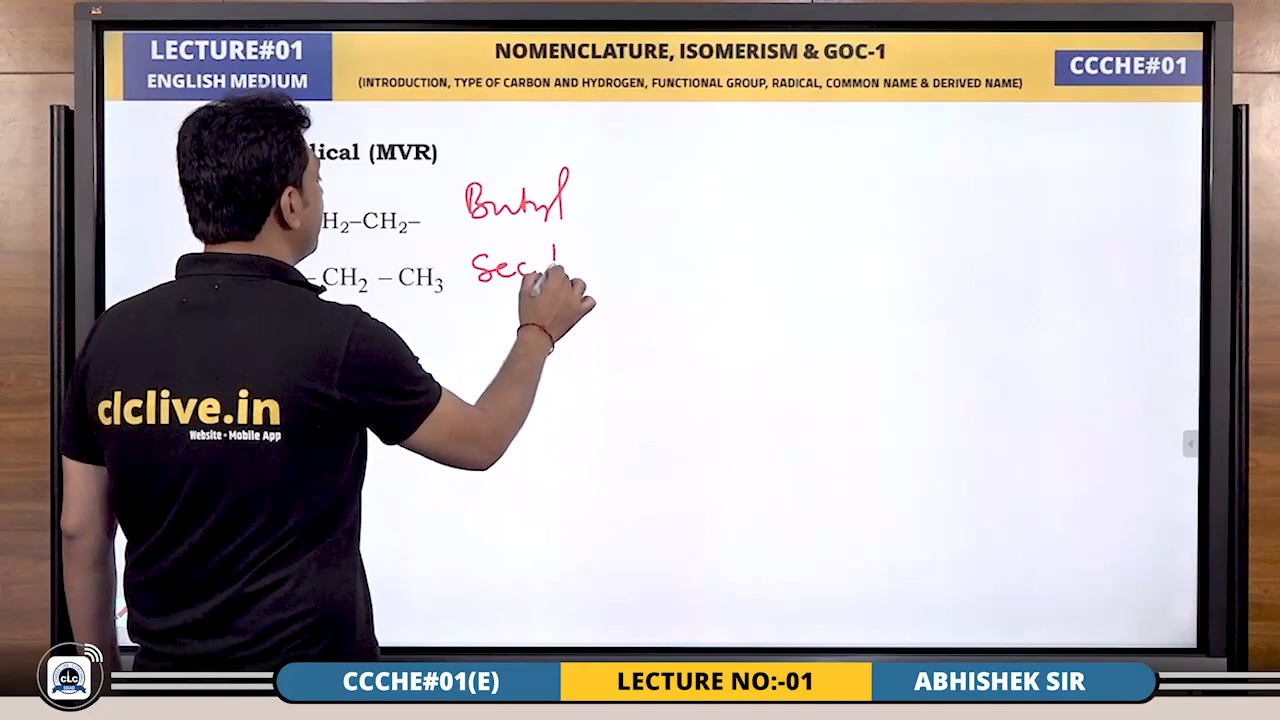 LECTURE#01
ENGLISH MEDIUM
NOMENCLATURE, ISOMERISM & GOC-1
(INTRODUCTION, TYPE OF CARBON AND HYDROGEN, FUNCTIONAL GROUP, RADICAL, COMMON NAME & DERIVED NAME)
CCCHE#01
(MVR)
H₂–CH₂– Butyl
– CH₂ – CH₃ Sec.
clclive.in
Website • Mobile App
CLC
CCCHE#01(E)
LECTURE NO:-01
ABHISHEK SIR